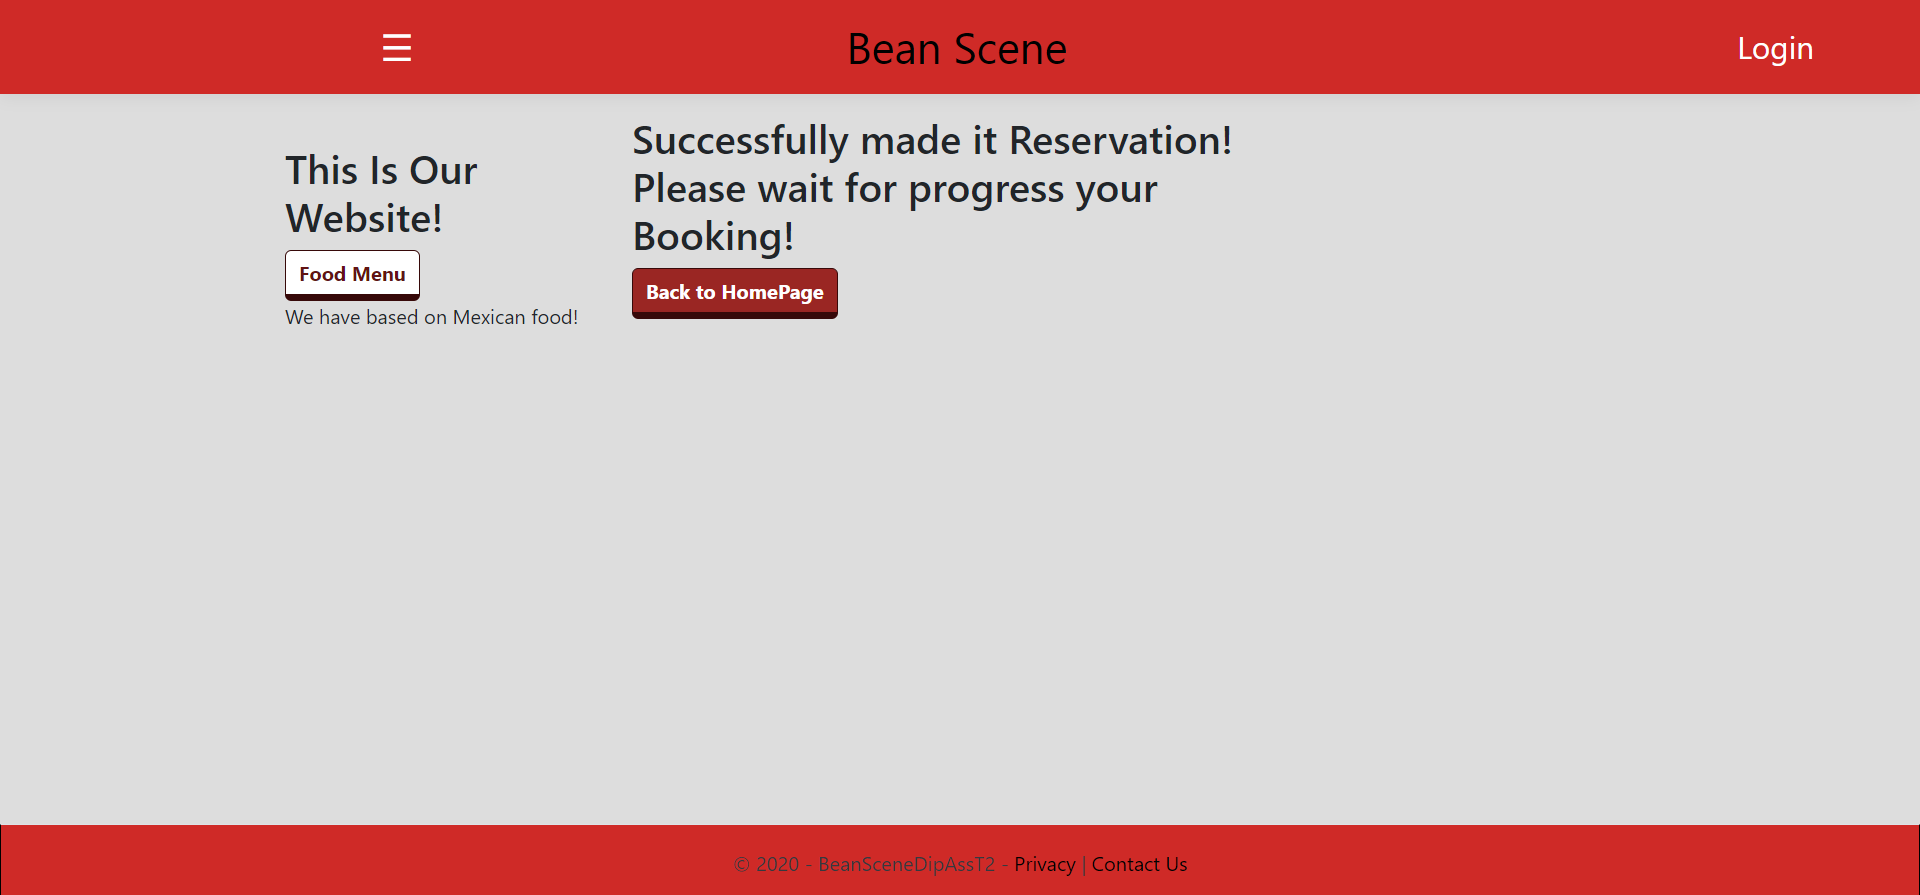 Bean Scene
Login
This Is Our
Website!
Food Menu
We have based on Mexican food!
Successfully made it Reservation!
Please wait for progress your
Booking!
Back to HomePage
© 2020 - BeanSceneDipAssT2 - Privacy | Contact Us